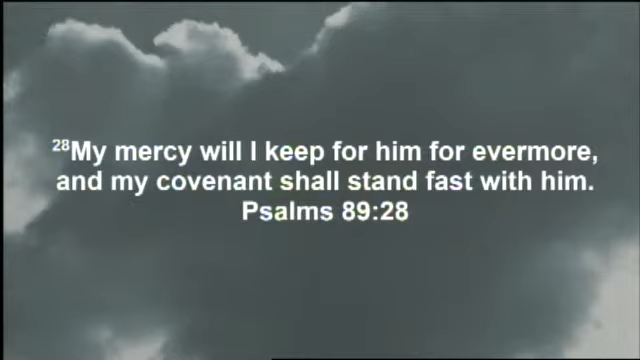 ²⁸My mercy will I keep for him for evermore,
and my covenant shall stand fast with him.
Psalms 89:28